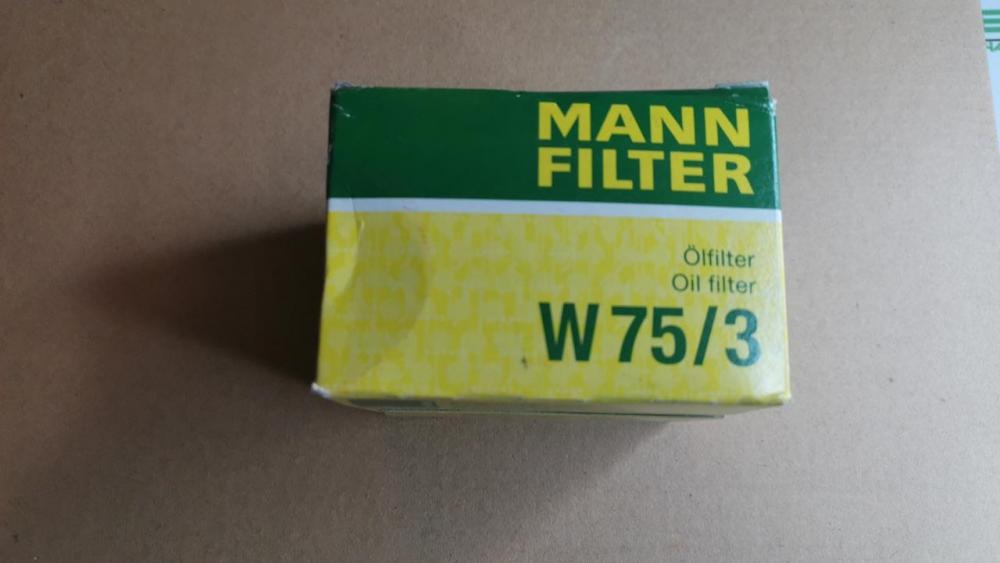 MANN
FILTER
Ölfilter
Oil filter
W 75/3